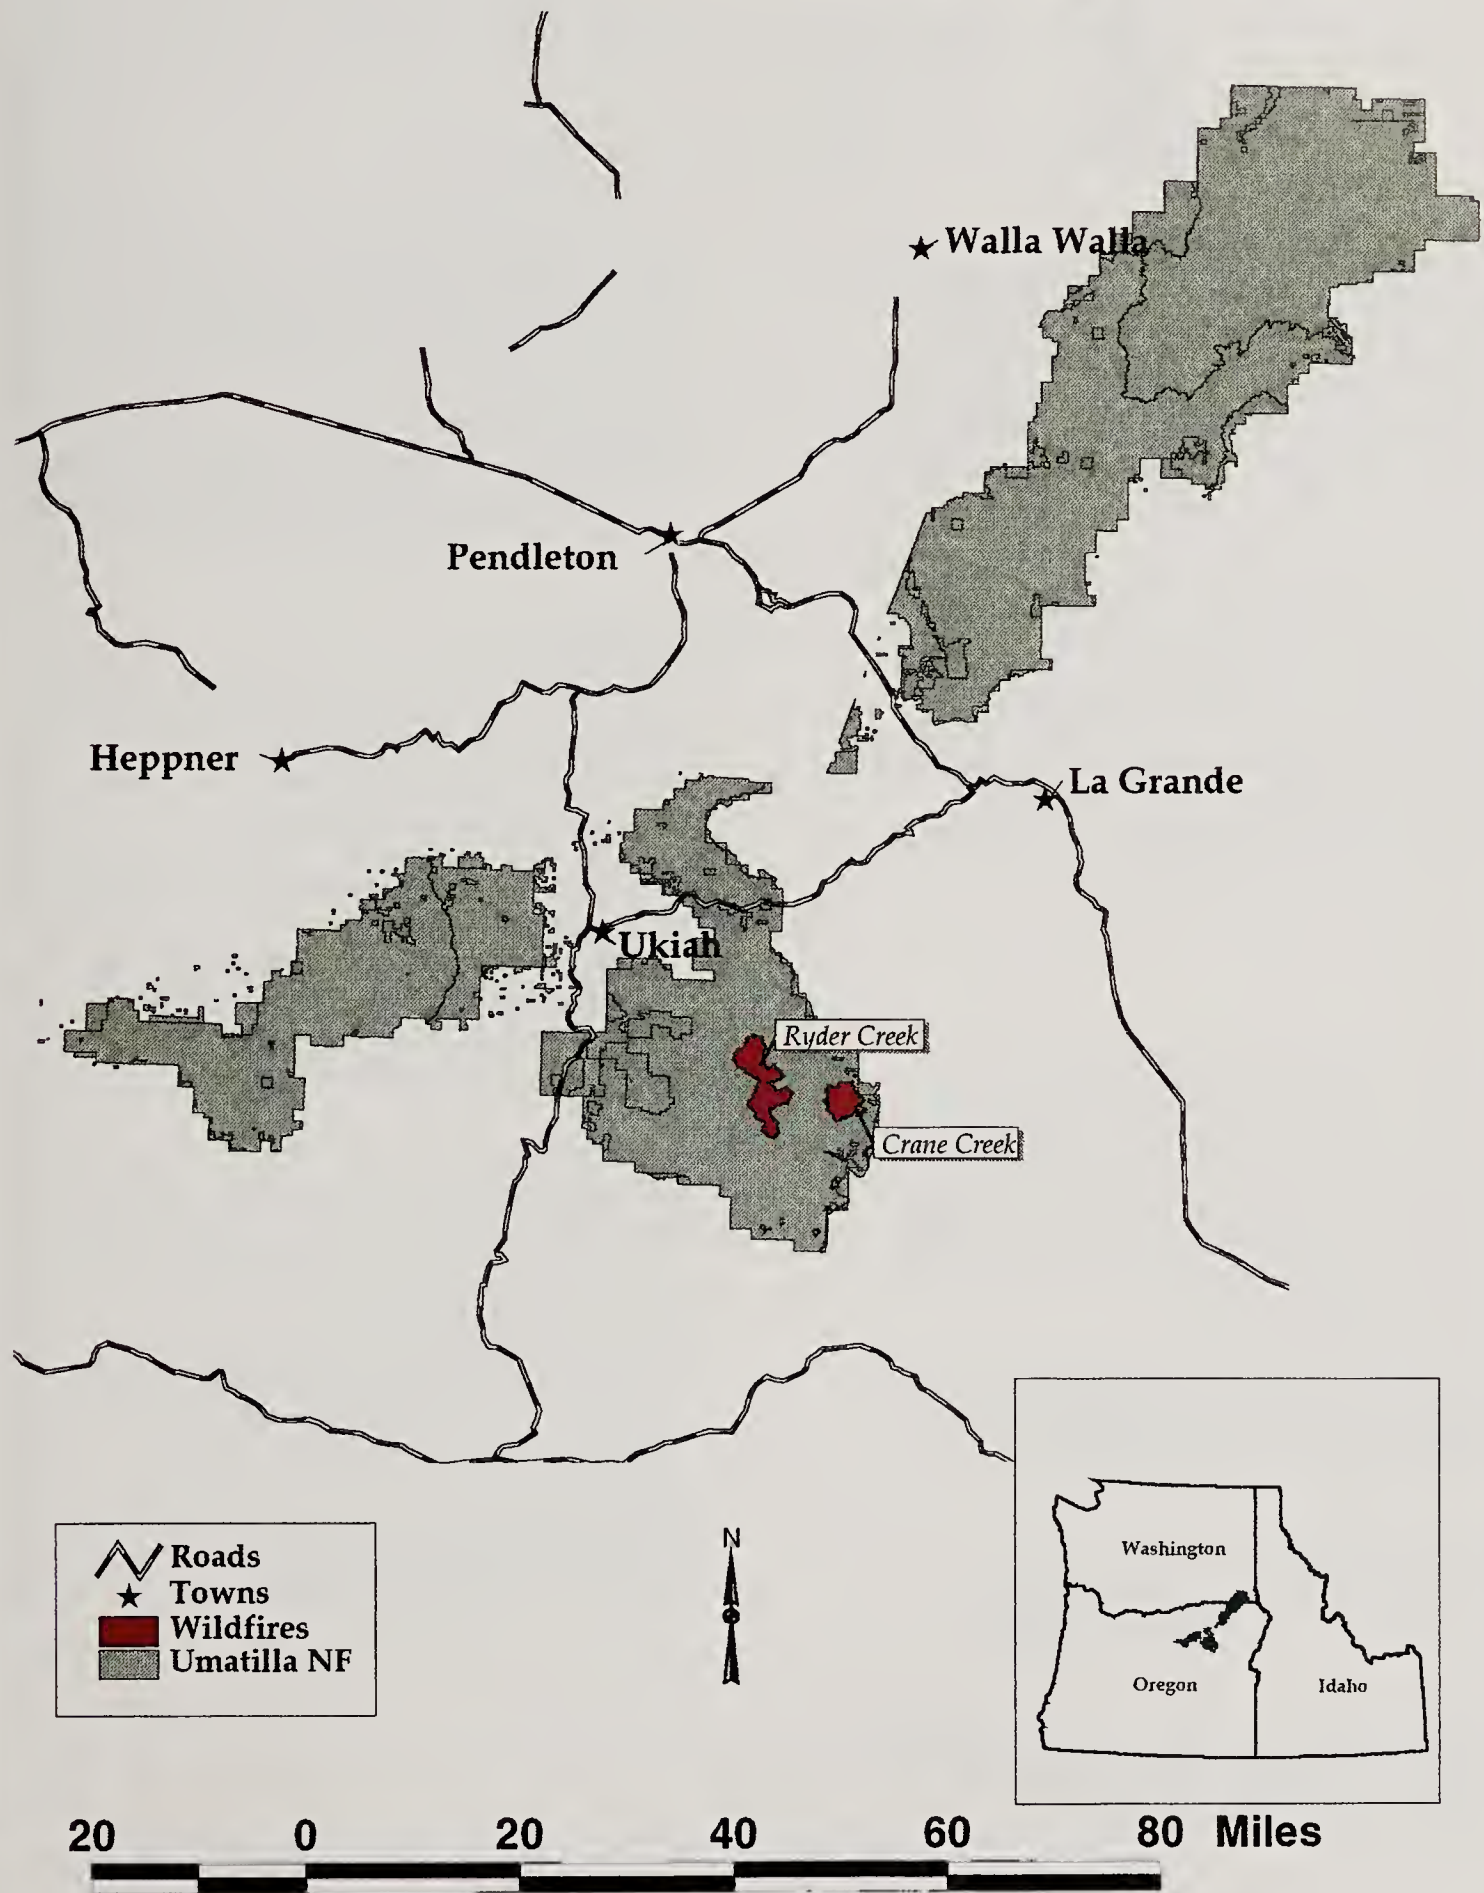 Walla Walla
Pendleton
Heppner
La Grande
Ukiah
Ryder Creek
Crane Creek
Roads
Towns
Wildfires
Umatilla NF
N
Washington
Oregon
Idaho
20 0 20 40 60 80 Miles